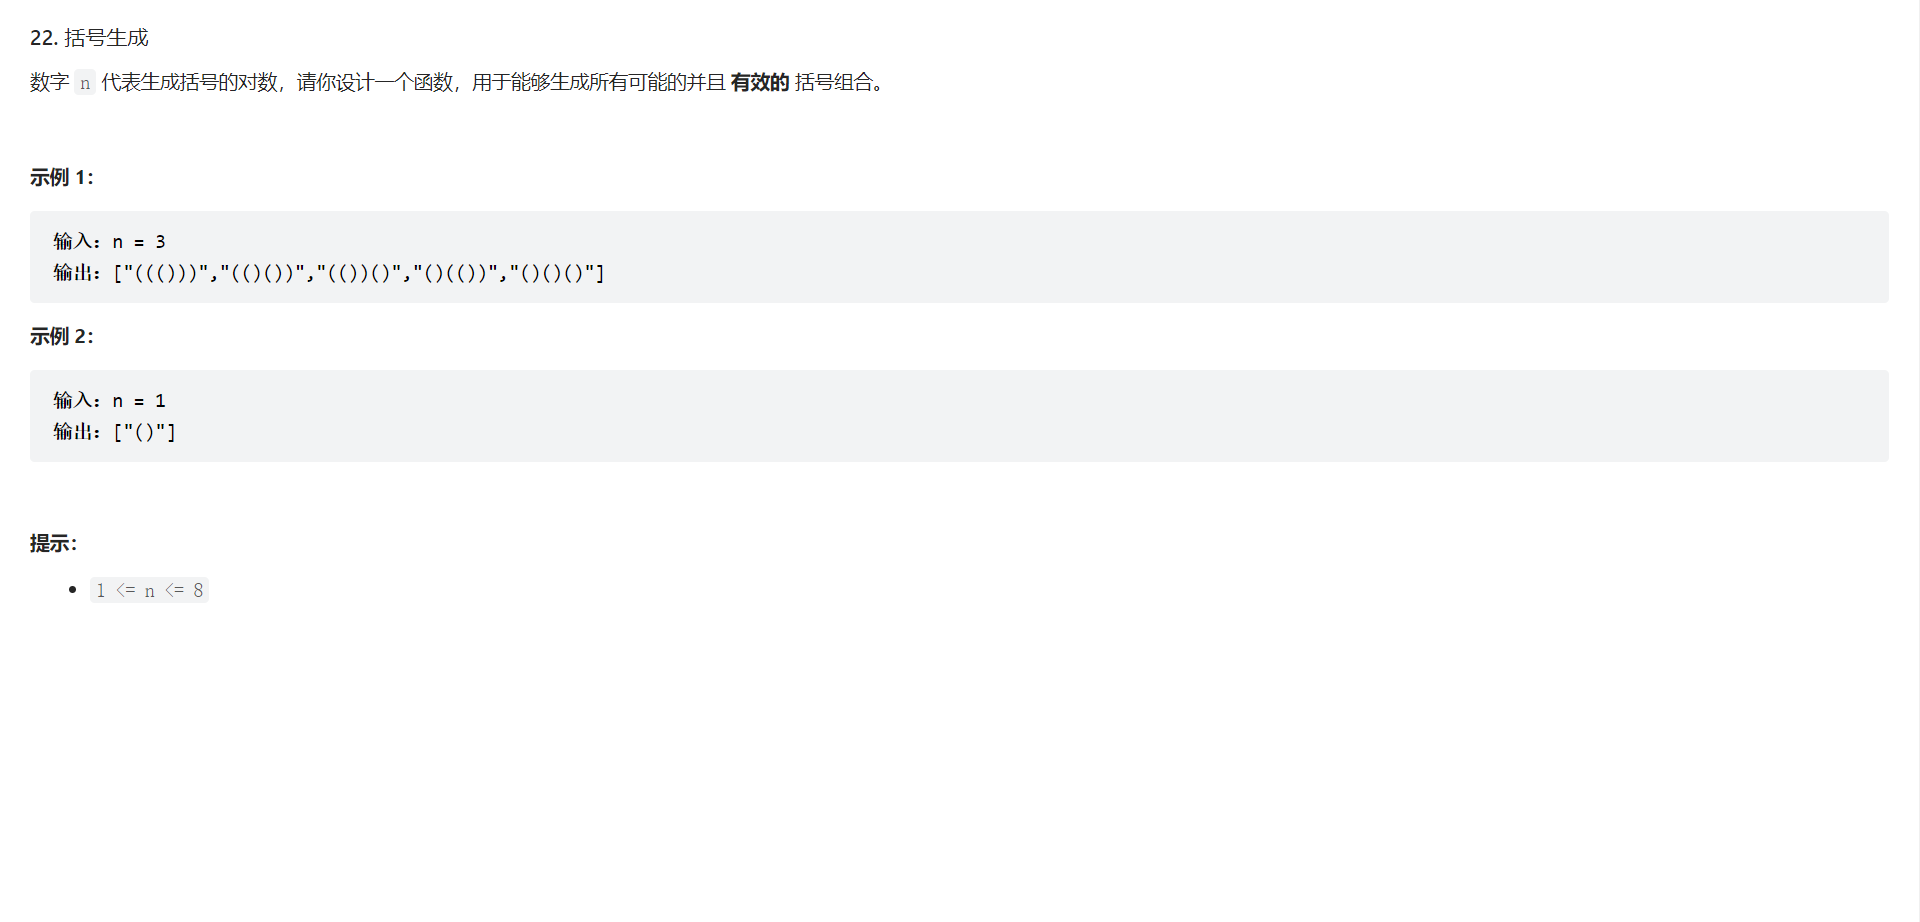 22. 括号生成
数字 n 代表生成括号的对数，请你设计一个函数，用于能够生成所有可能的并且 有效的 括号组合。
示例 1：
输入：n = 3
输出：["((()))","(()())","(())()","()(())","()()()"]
示例 2：
输入：n = 1
输出：["()"]
提示：
• 1 <= n <= 8